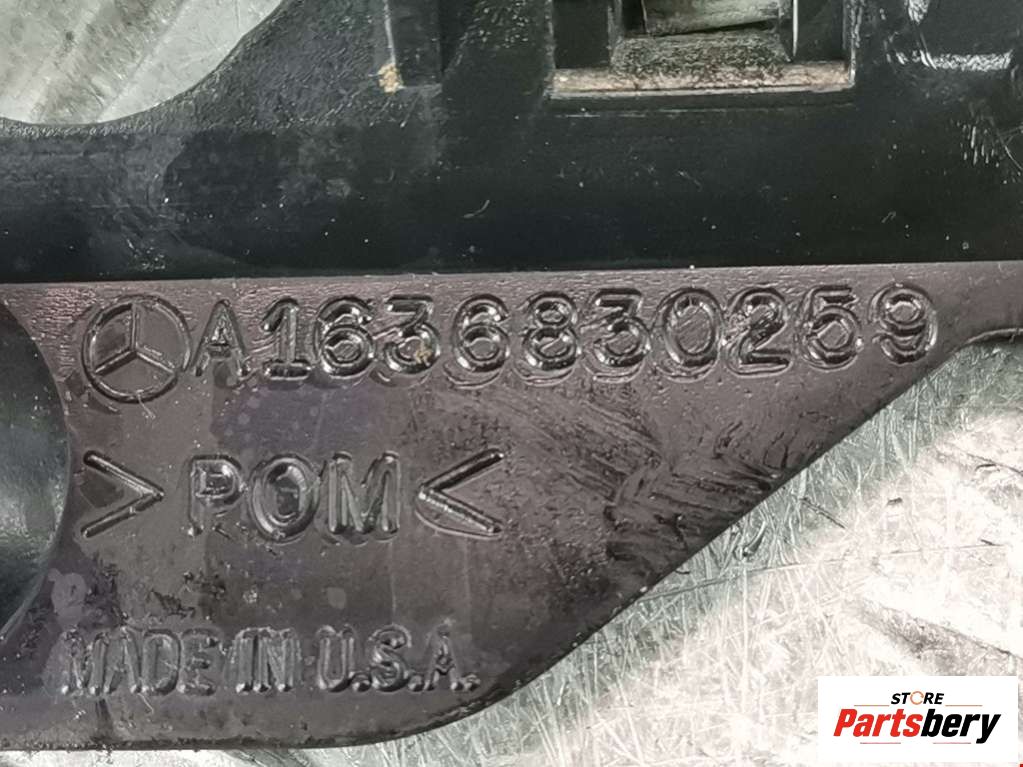 A1636830259
>POM<
MADE IN U.S.A.
STORE
Partsbery